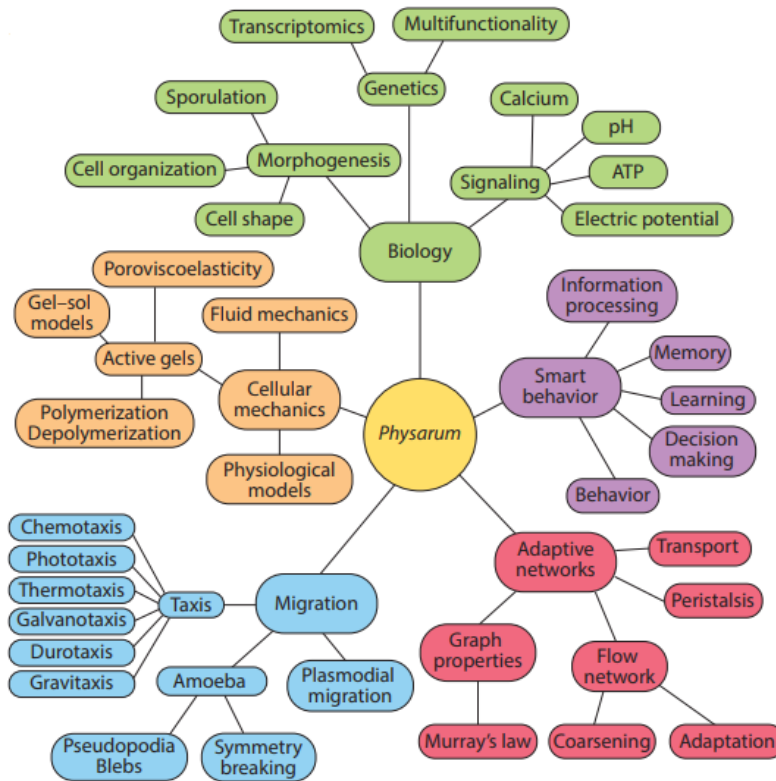 Transcriptomics
Multifunctionality
Genetics
Sporulation
Calcium
pH
Morphogenesis
Cell organization
Signaling
ATP
Cell shape
Electric potential
Biology
Poroviscoelasticity
Information
processing
Gel–sol
models
Fluid mechanics
Active gels
Memory
Smart
behavior
Cellular
mechanics
Learning
Polymerization
Depolymerization
Physarum
Decision
making
Physiological
models
Behavior
Chemotaxis
Phototaxis
Thermotaxis
Galvanotaxis
Durotaxis
Gravitaxis
Taxis
Migration
Adaptive
networks
Transport
Peristalsis
Graph
properties
Flow
network
Amoeba
Plasmodial
migration
Pseudopodia
Blebs
Symmetry
breaking
Murray's law
Coarsening
Adaptation